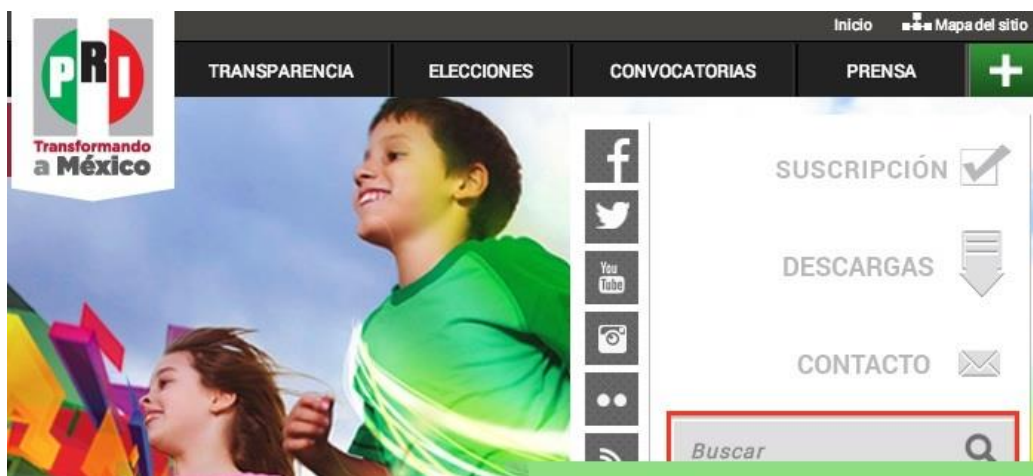 Inicio
Mapa del sitio
PRI
Transformando
a México
TRANSPARENCIA
ELECCIONES
CONVOCATORIAS
PRENSA
SUSCRIPCIÓN
DESCARGAS
CONTACTO
You
Tube
Buscar